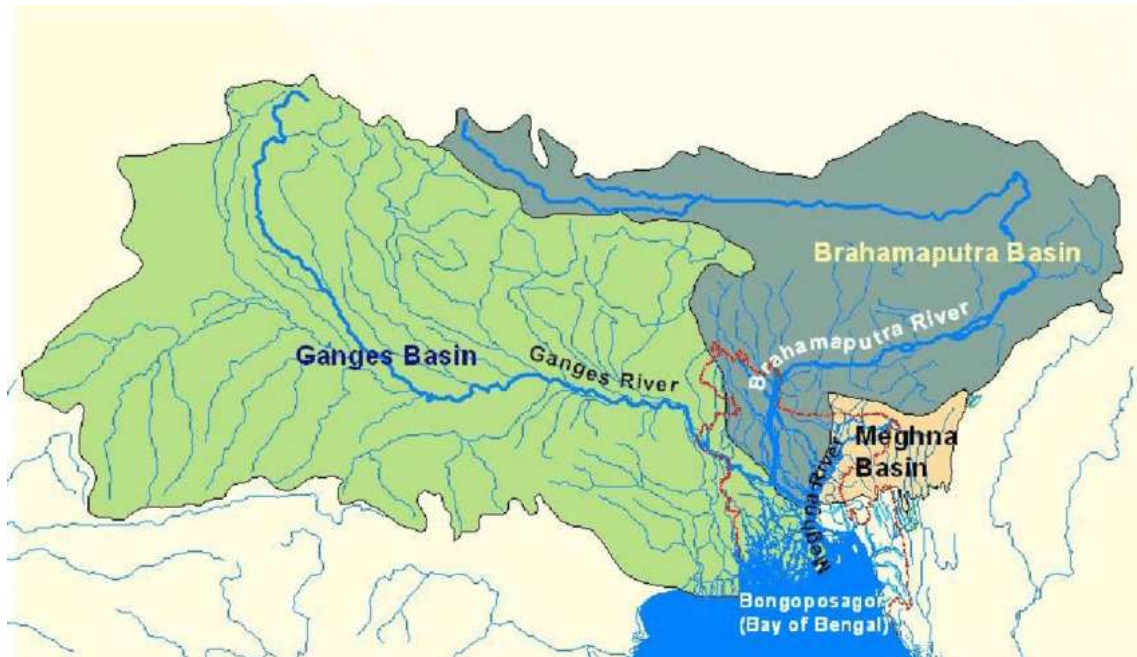 Brahamaputra Basin
Brahamaputra River
Ganges Basin
Ganges River
Meghna
Basin
Meghna River
Bongoposagor
(Bay of Bengal)